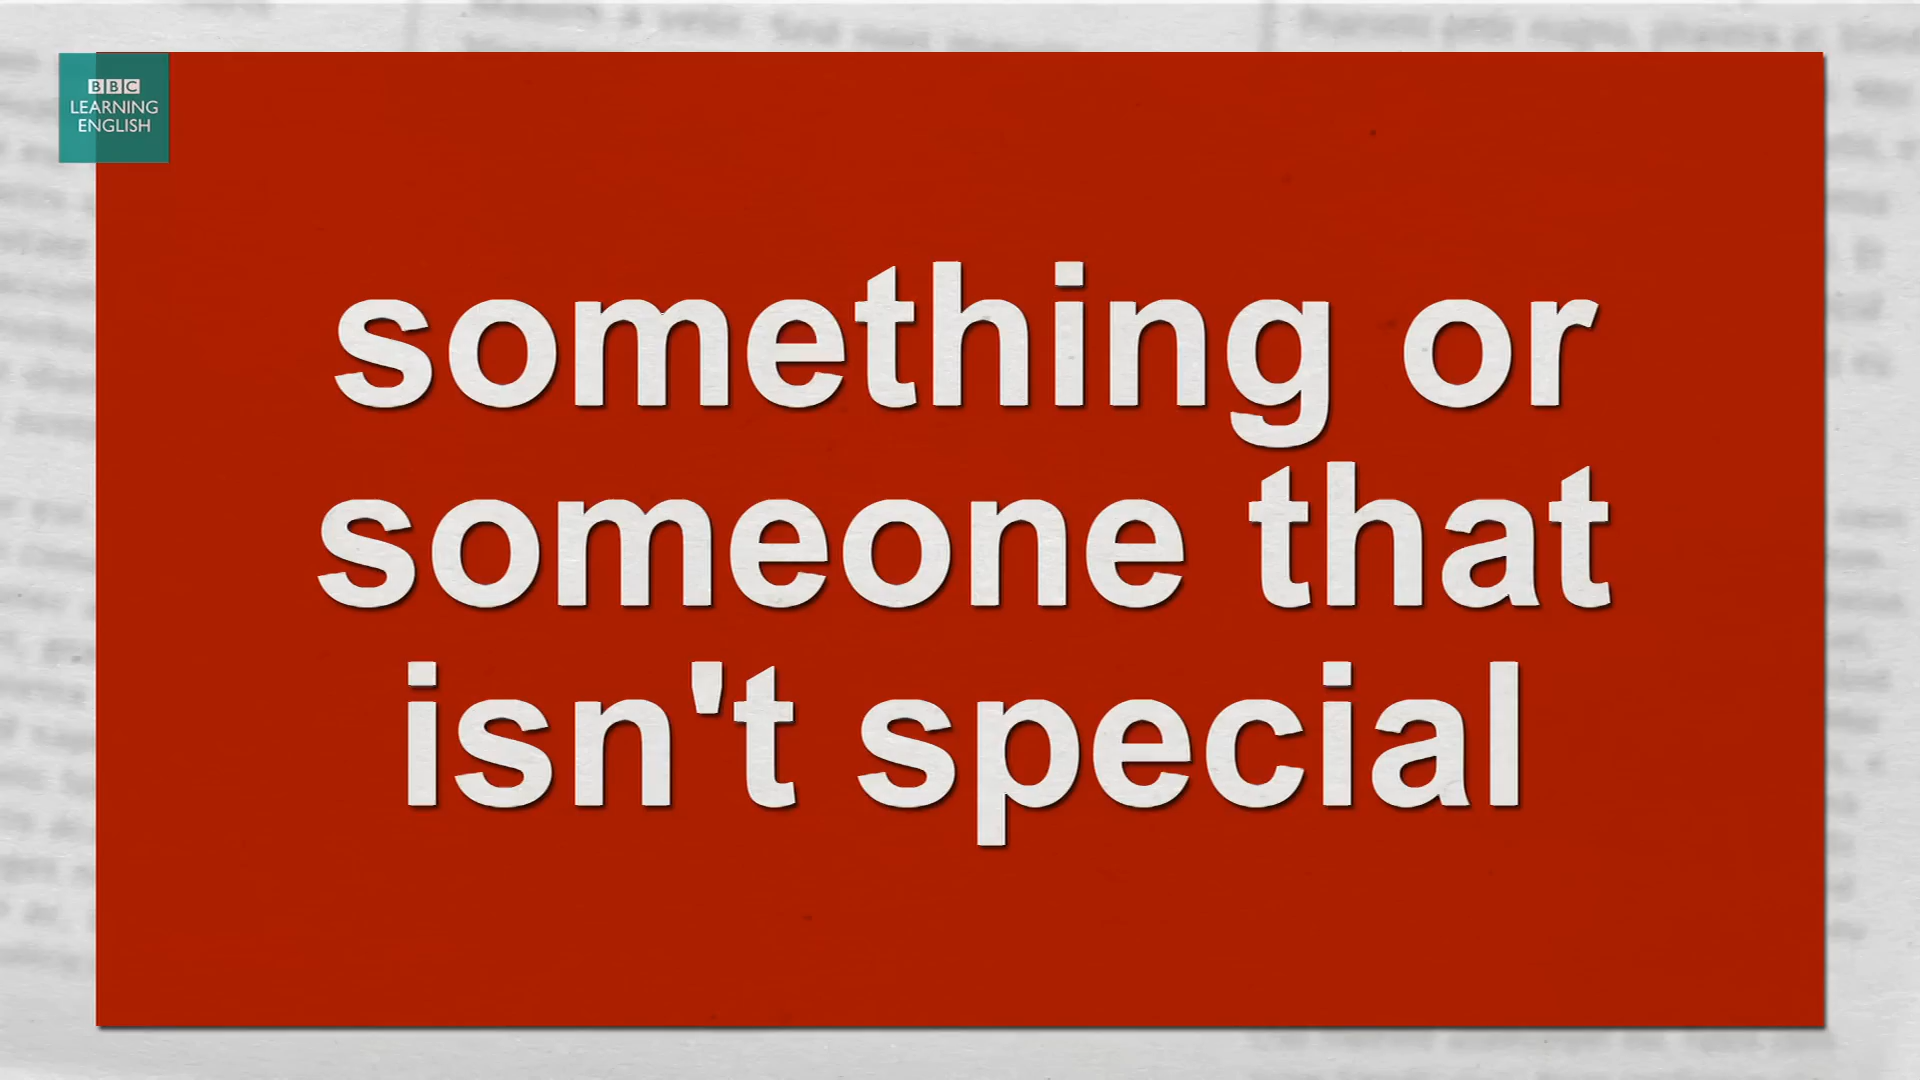 BBC
LEARNING
ENGLISH
something or
someone that
isn't special